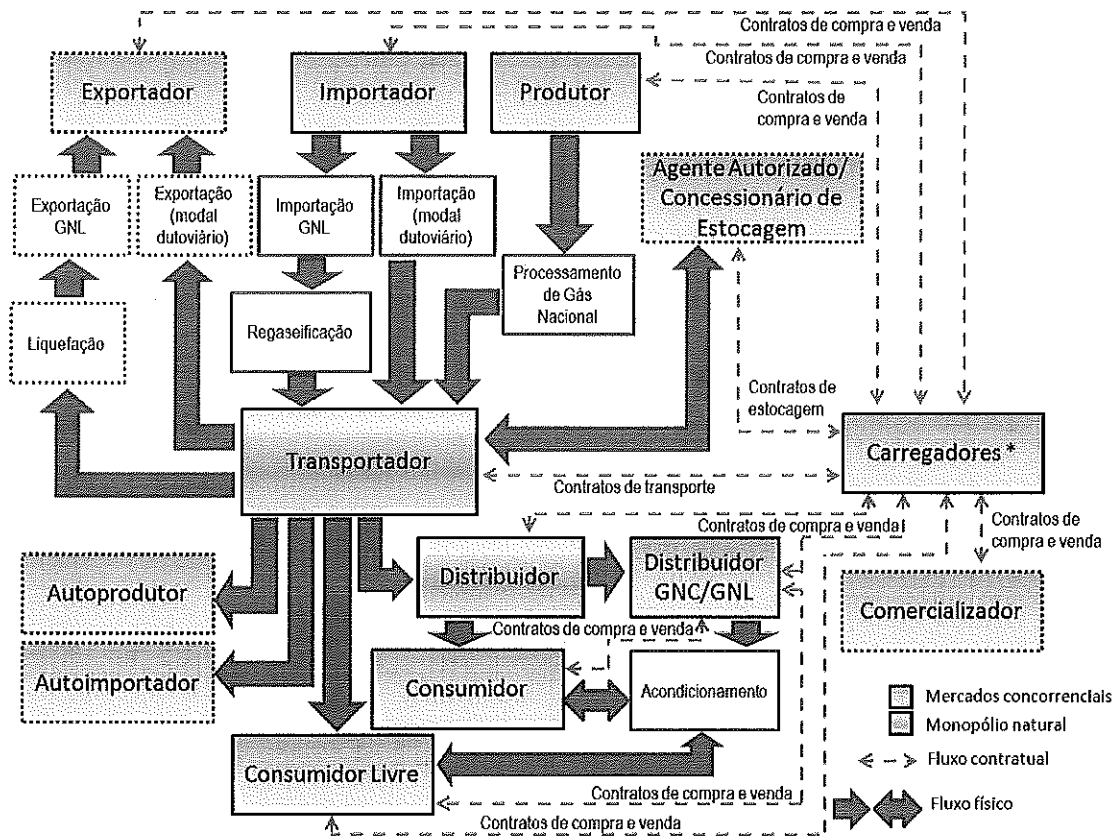 Contratos de compra e venda
Contratos de compra e venda
Contratos de
compra e venda
Exportador
Importador
Produtor
Agente Autorizado/
Concessionário de
Estocagem
Exportação
GNL
Exportação
(modal
dutoviário)
Importação
GNL
Importação
(modal
dutoviário)
Processamento
de Gás
Nacional
Liquefação
Regaseificação
Contratos de
estocagem
Transportador
Carregadores *
Contratos de transporte
Contratos de compra e venda
Contratos de
compra e venda
Autoprodutor
Distribuidor
Distribuidor
GNC/GNL
Comercializador
Contratos de compra e venda
Autoimportador
Consumidor
Acondicionamento
Mercados concorrenciais
Monopólio natural
Fluxo contratual
Fluxo físico
Consumidor Livre
Contratos de compra e venda
Contratos de compra e venda